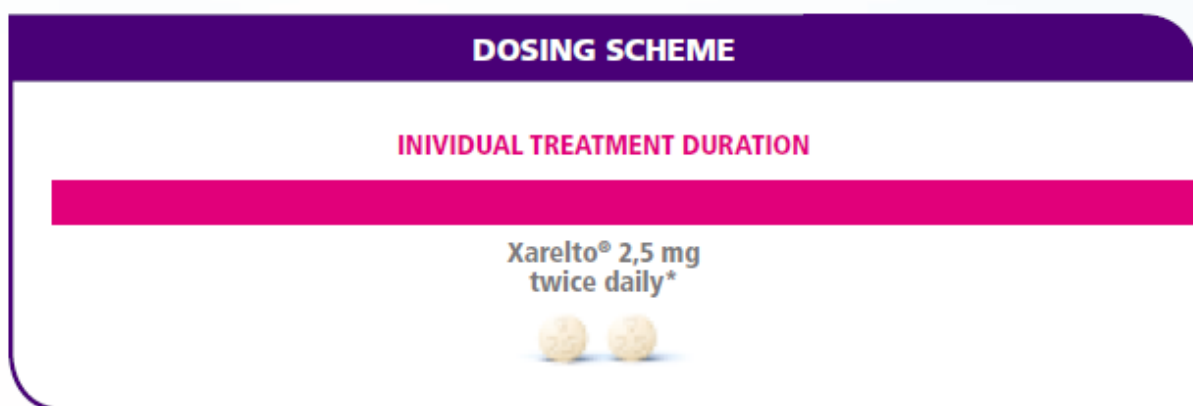 DOSING SCHEME
INIVIDUAL TREATMENT DURATION
Xarelto® 2,5 mg
twice daily*